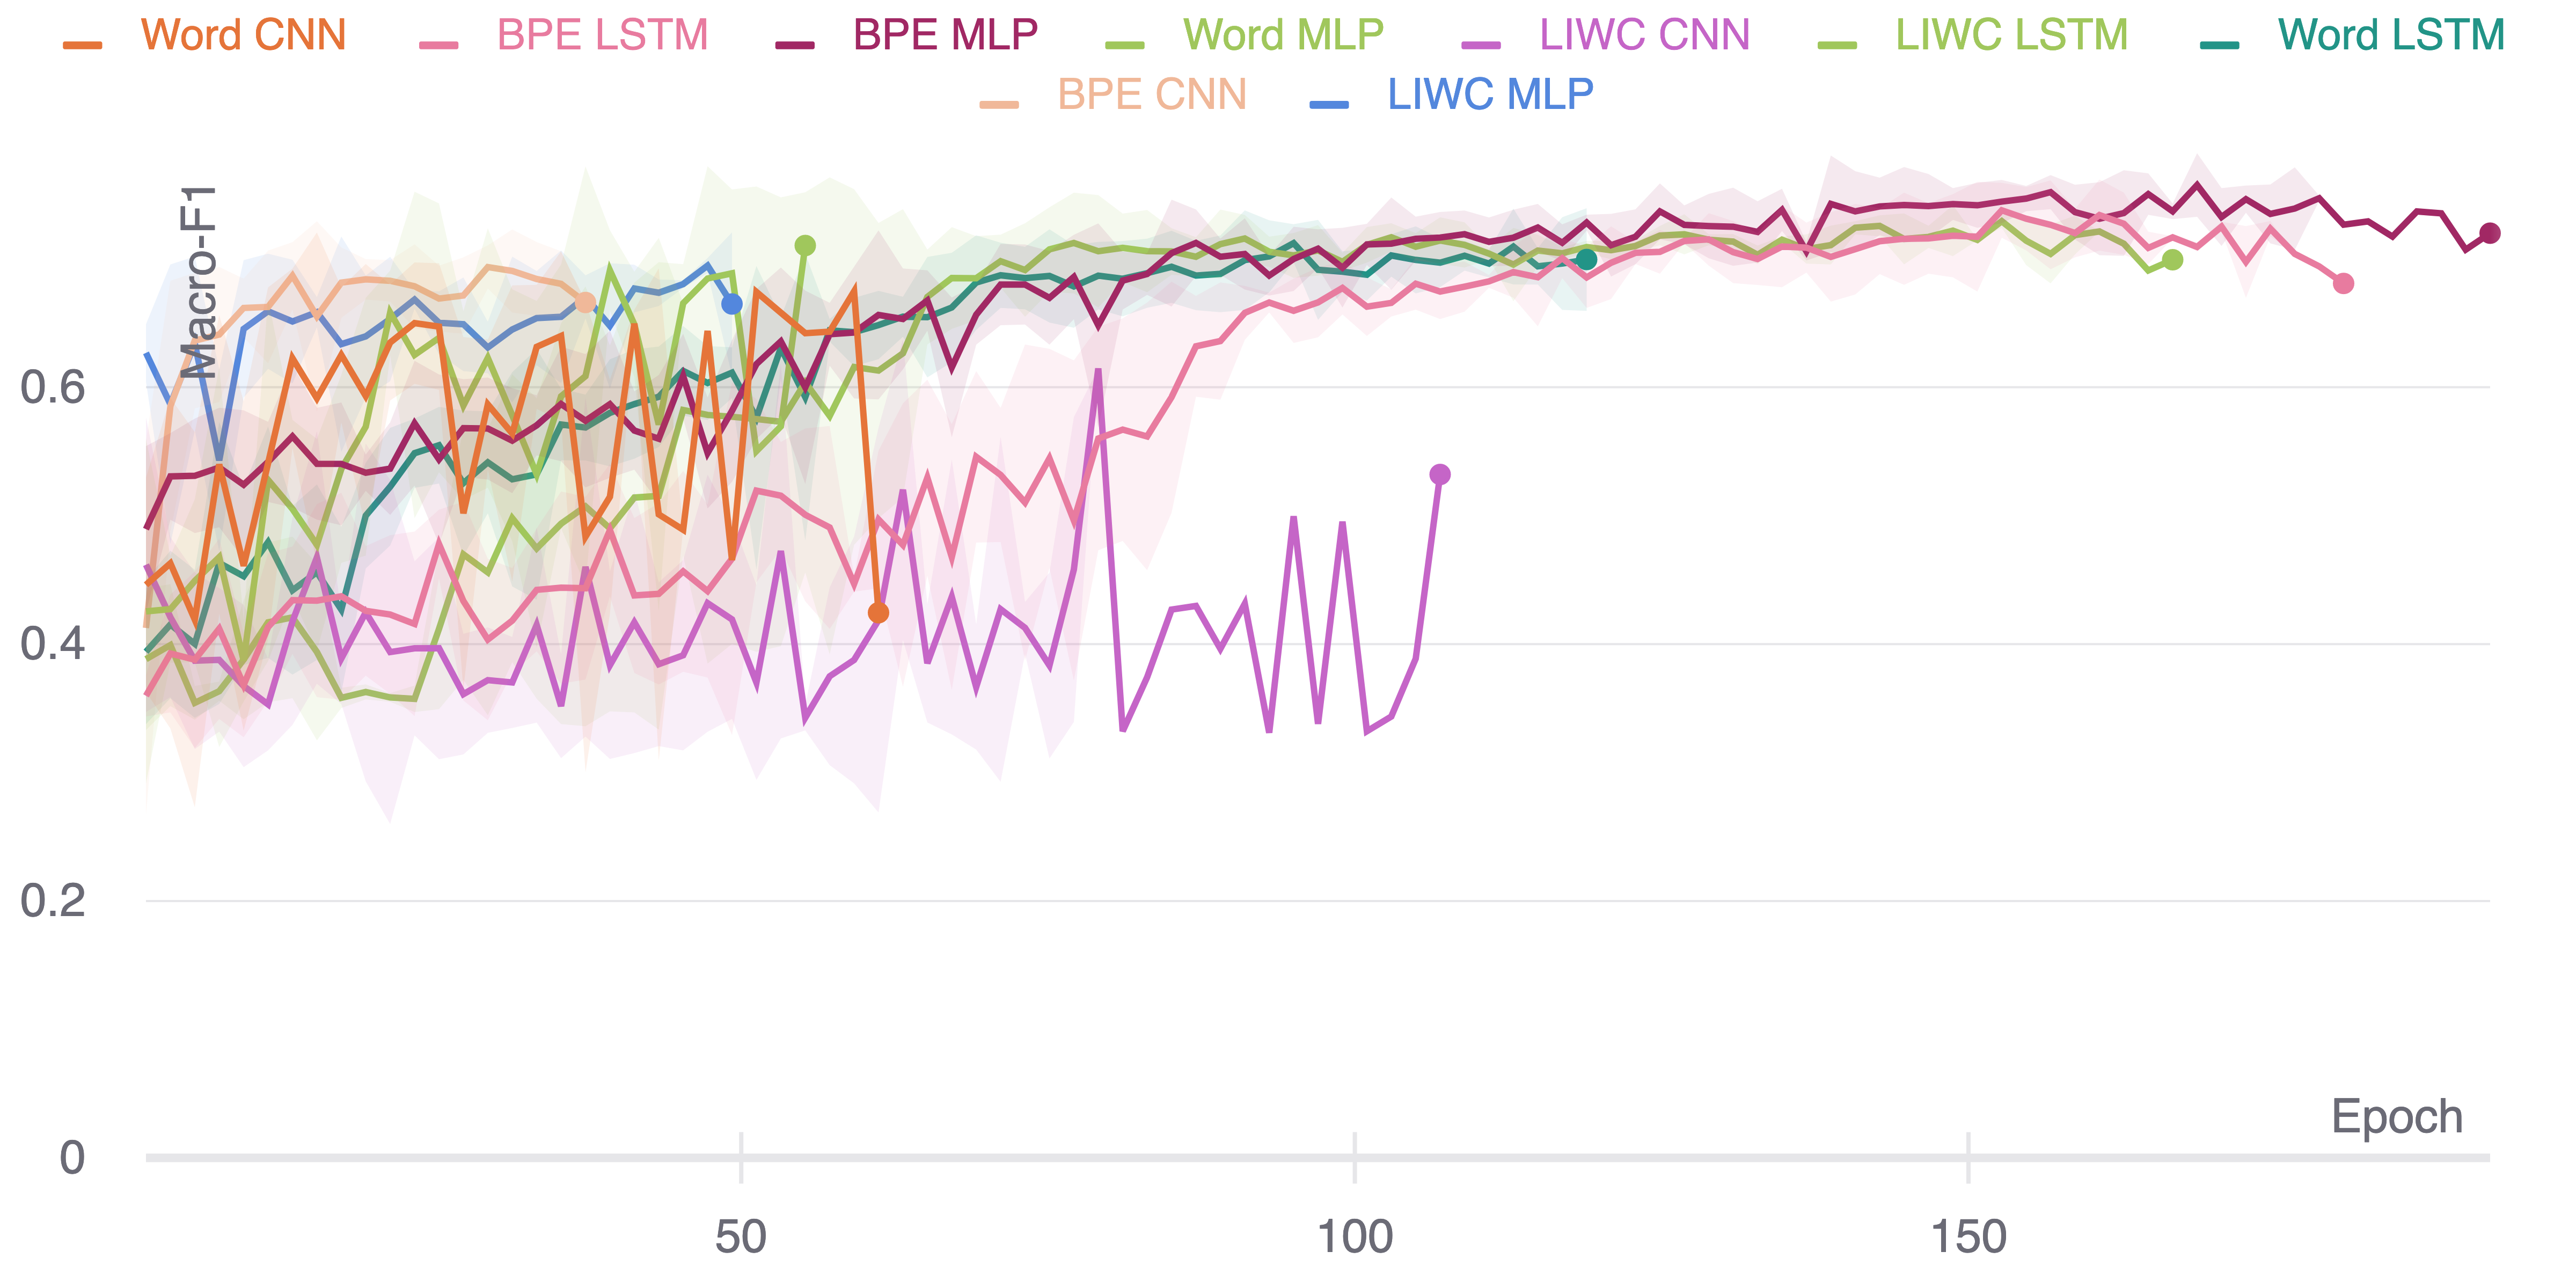 Word CNN BPE LSTM BPE MLP Word MLP LIWC CNN LIWC LSTM Word LSTM
BPE CNN LIWC MLP
Macro-F1
0.6
0.4
0.2
0
Epoch
50 100 150